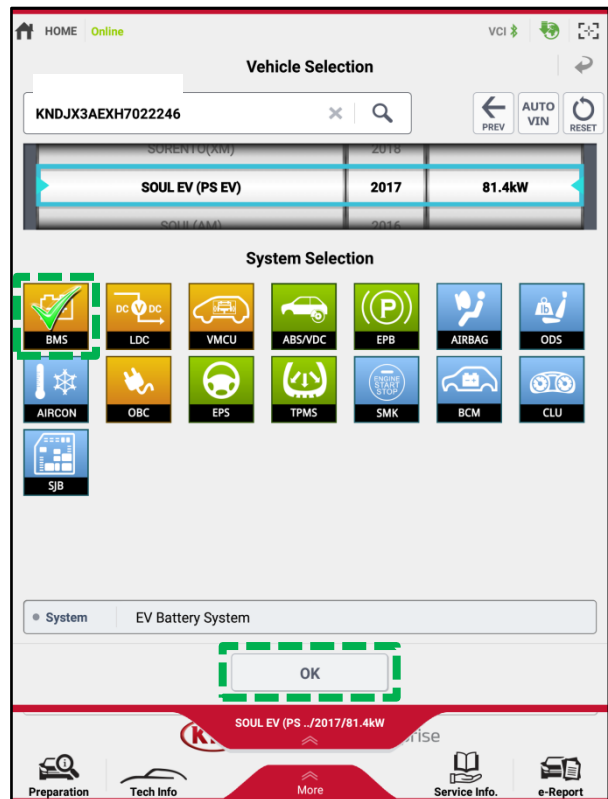 HOME Online VCI
Vehicle Selection
KNDJX3AEXH7022246 PREV AUTO VIN RESET
SORENTO(XM) 2018
SOUL EV (PS EV) 2017 81.4kW
SOUL(AM) 2016
System Selection
DC V DC P lb
BMS LDC VMCU ABS/VDC EPB AIRBAG ODS
ENGINE START STOP
AIRCON OBC EPS TPMS SMK BCM CLU
SJB
System EV Battery System
OK
SOUL EV (PS ../2017/81.4kW
Preparation Tech Info More Service Info. e-Report